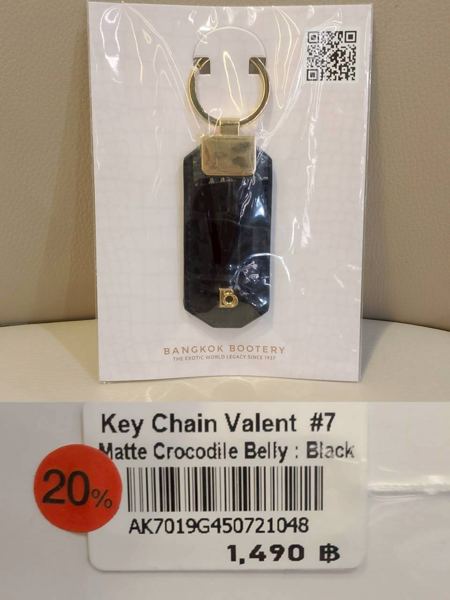 B
BANGKOK BOOTERY
THE EXOTIC WORLD LEGACY SINCE 1937
Key Chain Valent #7
Matte Crocodile Belly : Black
20%
AK7019G450721048
1,490 ฿